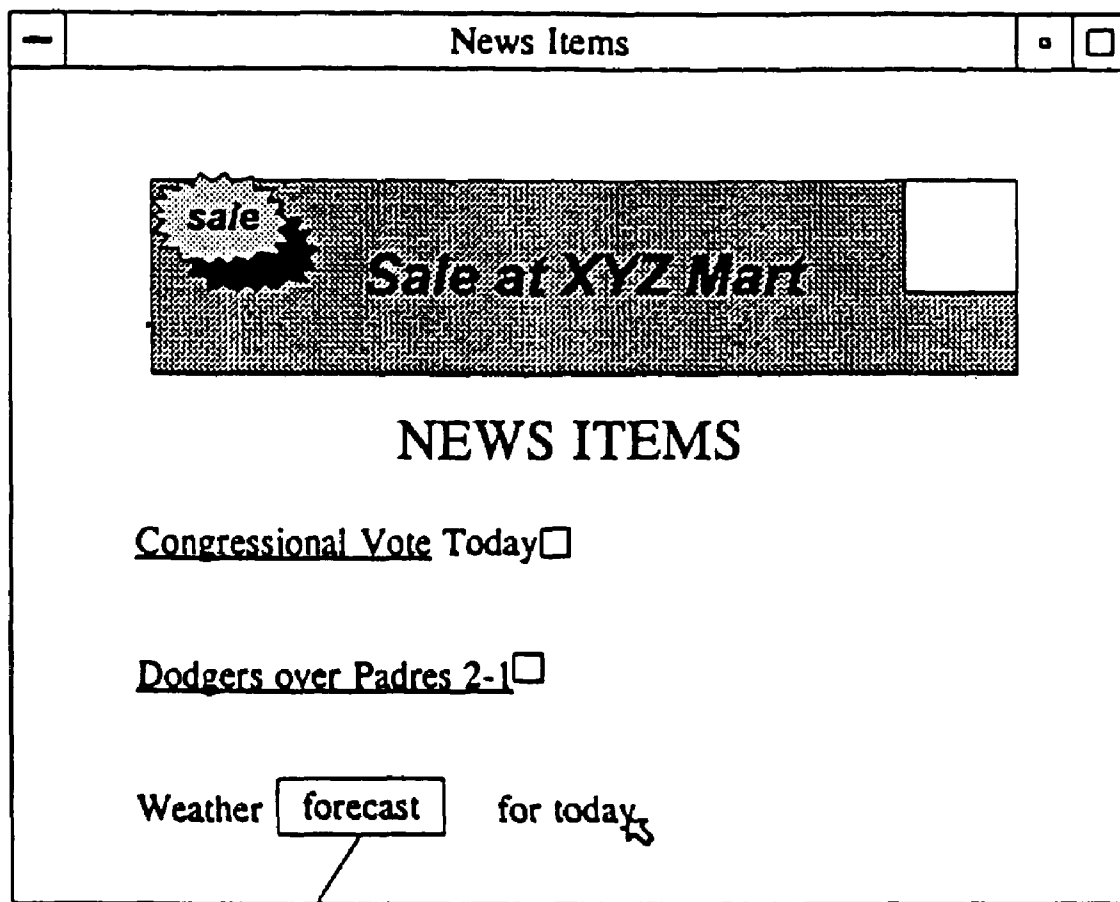 News Items
sale
Sale at XYZ Mart
NEWS ITEMS
Congressional Vote Today
Dodgers over Padres 2-1
Weather forecast for today